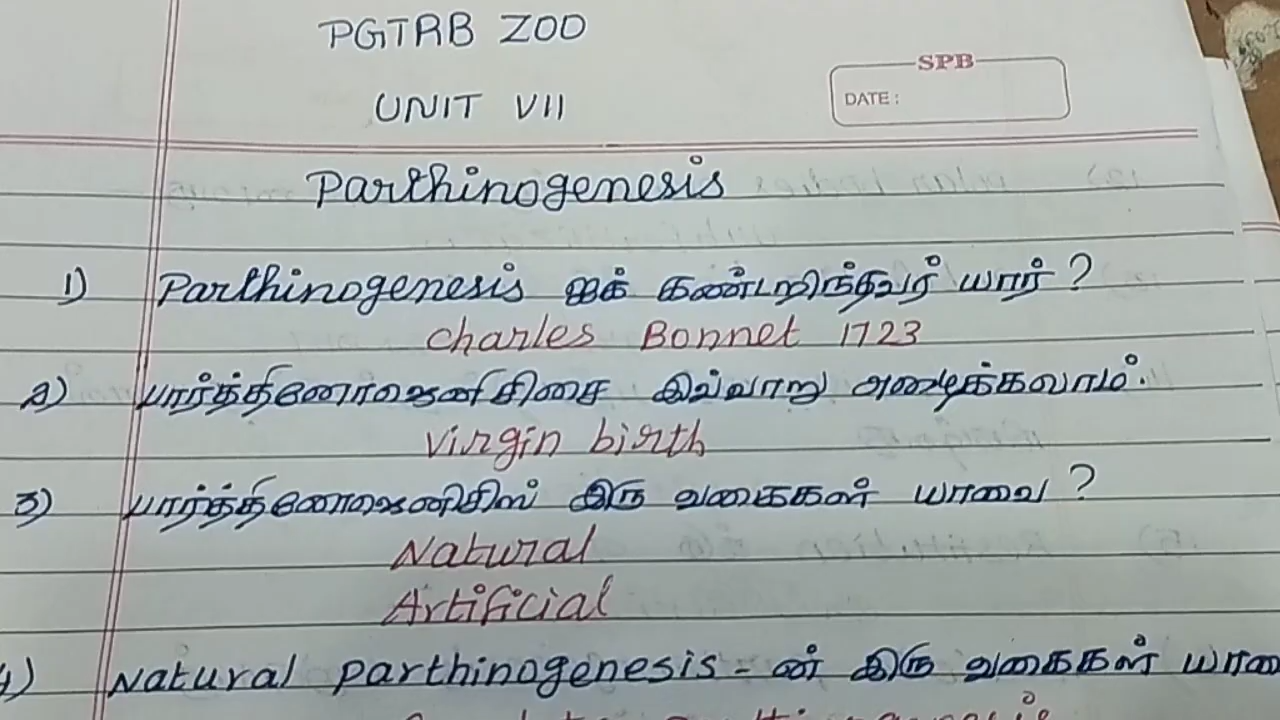 PGTRB ZOO
UNIT VII
SPB
DATE :
Parthinogenesis
1) Parthinogenesis ஐக் கண்டறிந்தவர் யார் ?
Charles Bonnet 1723
2) பார்த்தினோஜெனிசிசை இவ்வாறு அழைக்கலாம்.
Virgin birth
3) பார்த்தினோஜெனிசிஸ் இரு வகைகள் யாவை ?
Natural
Artificial
4) Natural parthinogenesis - ன் இரு வகைகள்